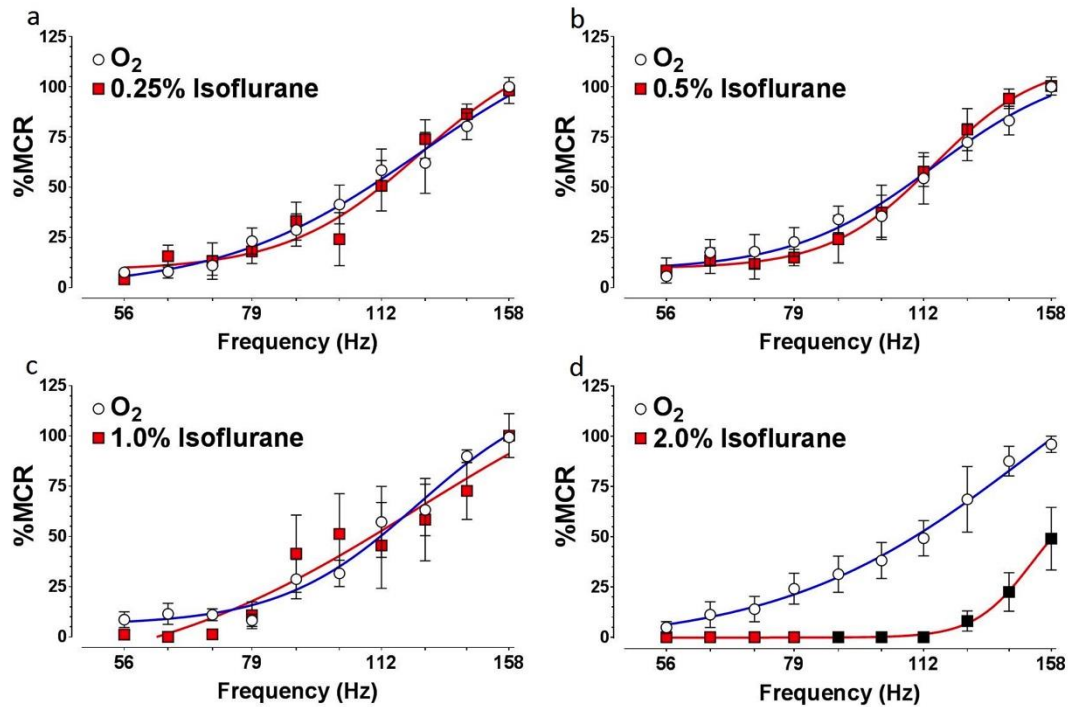 a
125
100
75
50
25
0
%MCR
O₂
0.25% Isoflurane
56
79
112
158
Frequency (Hz)
b
125
100
75
50
25
0
%MCR
O₂
0.5% Isoflurane
56
79
112
158
Frequency (Hz)
c
125
100
75
50
25
0
%MCR
O₂
1.0% Isoflurane
56
79
112
158
Frequency (Hz)
d
125
100
75
50
25
0
%MCR
O₂
2.0% Isoflurane
56
79
112
158
Frequency (Hz)